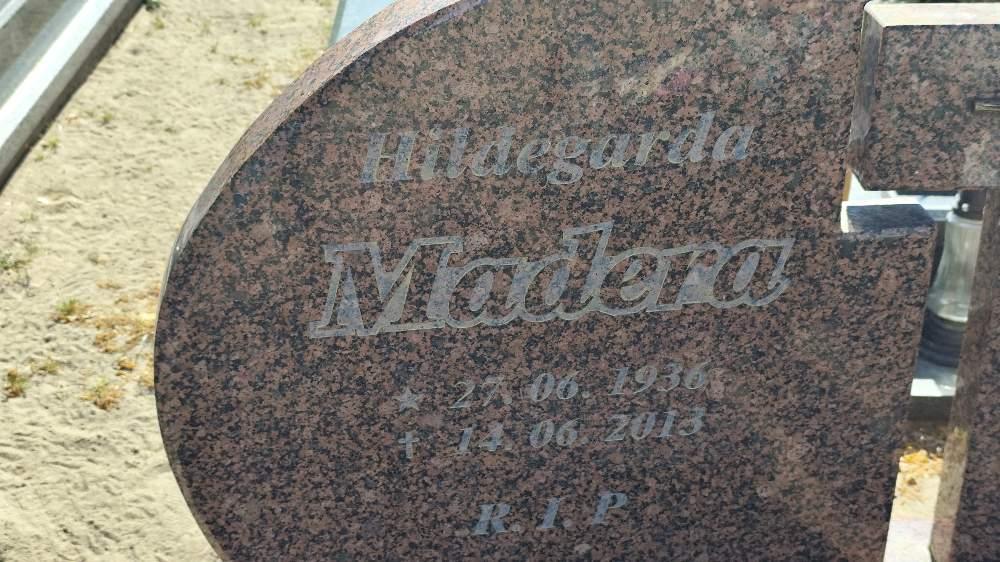 Hildegarda
Madera
★ 27. 06. 1936
† 14. 06. 2013
R. I. P